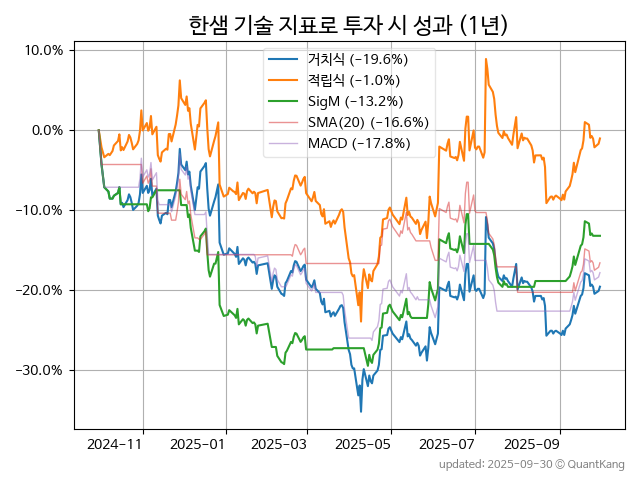 한샘 기술 지표로 투자 시 성과 (1년)
10.0%
0.0%
−10.0%
−20.0%
−30.0%
거치식 (−19.6%)
적립식 (−1.0%)
SigM (−13.2%)
SMA(20) (−16.6%)
MACD (−17.8%)
2024−11 2025−01 2025−03 2025−05 2025−07 2025−09
updated: 2025-09-30 © QuantKang